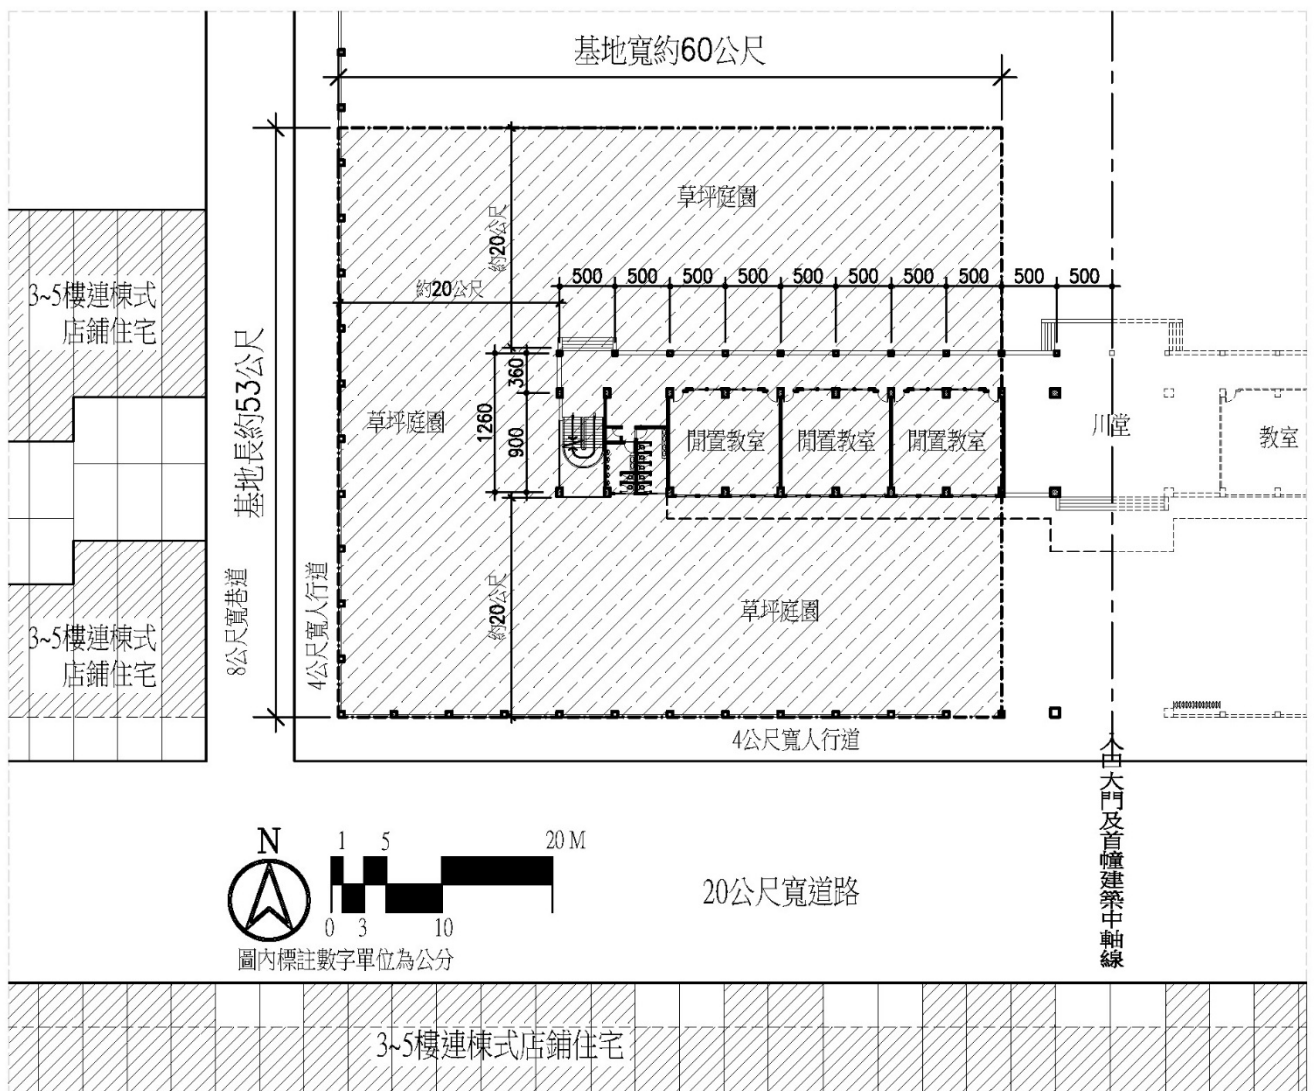 基地寬約60公尺
草坪庭園
約20公尺
500 500 500 500 500 500 500 500 500 500
約20公尺
3~5樓連棟式
店鋪住宅
基地長約53公尺
360
1260
900
草坪庭園
閒置教室
閒置教室
閒置教室
川堂
教室
8公尺寬巷道
4公尺寬人行道
約20公尺
草坪庭園
3~5樓連棟式
店鋪住宅
4公尺寬人行道
入口大門及首幢建築中軸線
N
1 5 20 M
0 3 10
圖內標註數字單位為公分
20公尺寬道路
3~5樓連棟式店鋪住宅